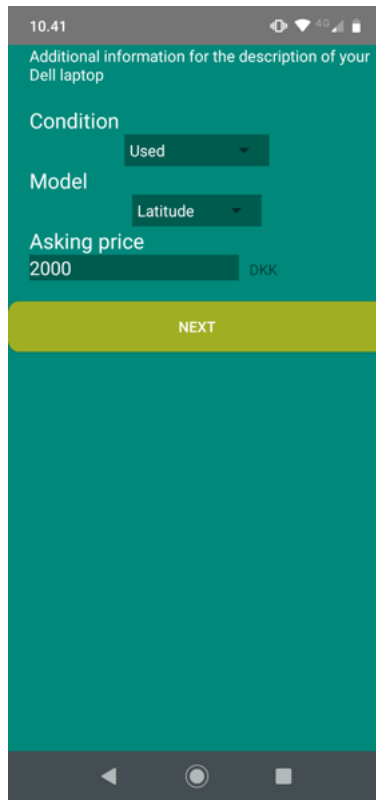 10.41
4G
Additional information for the description of your
Dell laptop
Condition
Used
Model
Latitude
Asking price
2000 DKK
NEXT